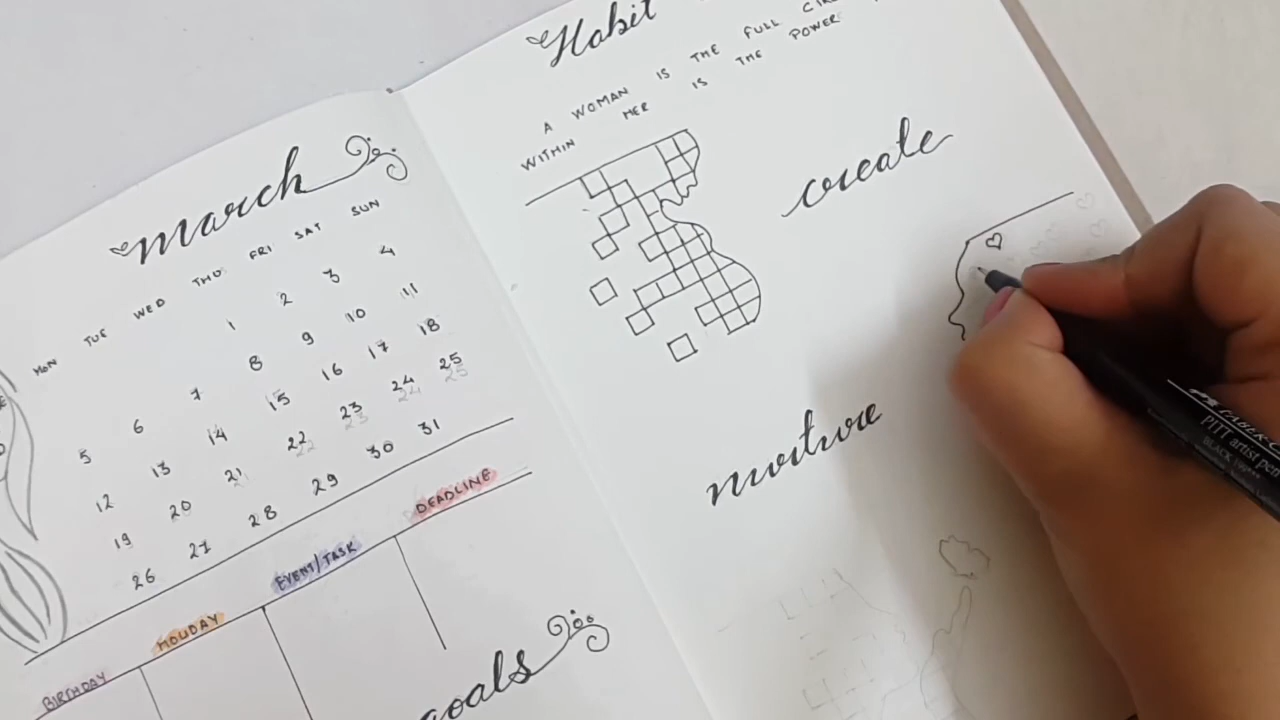 march
MON TUE WED THU FRI SAT SUN
1 2 3 4
5 6 7 8 9 10 11
12 13 14 15 16 17 18
19 20 21 22 23 24 25
26 27 28 29 30 31
BIRTHDAY HOLIDAY EVENT/TASK DEADLINE
goals
Habit
A WOMAN IS THE FULL
WITHIN HER IS THE POWER
create
nurture
PITT artist pen
BLACK 199***